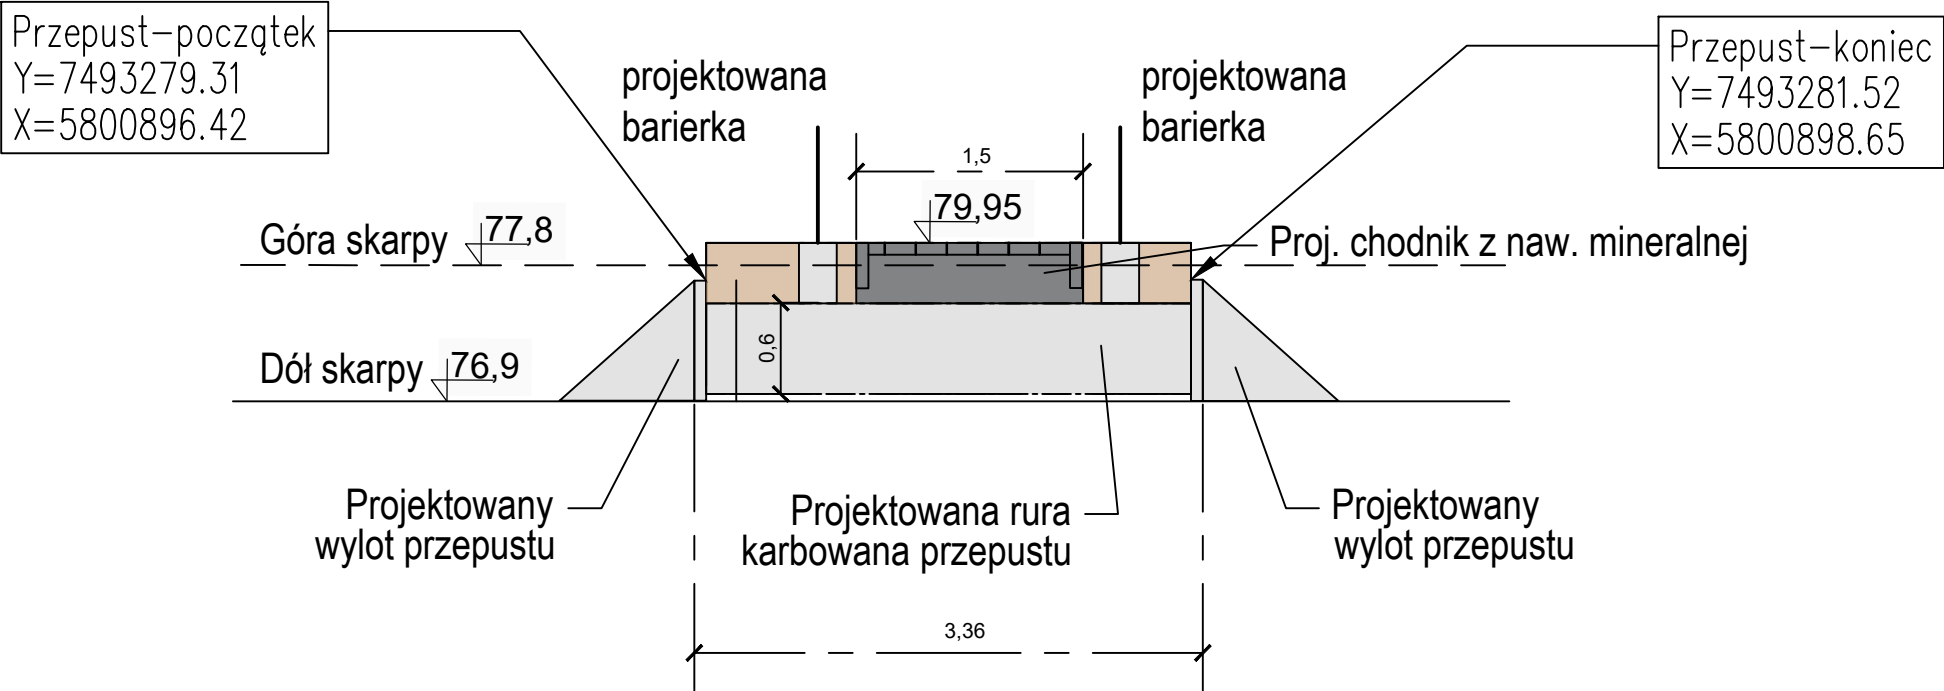 Przepust-początek
Y=7493279.31
X=5800896.42
projektowana
barierka
projektowana
barierka
Przepust-koniec
Y=7493281.52
X=5800898.65
1,5
79,95
Góra skarpy 77,8
Proj. chodnik z naw. mineralnej
0,6
Dół skarpy 76,9
Projektowany
wylot przepustu
Projektowana rura
karbowana przepustu
Projektowany
wylot przepustu
3,36